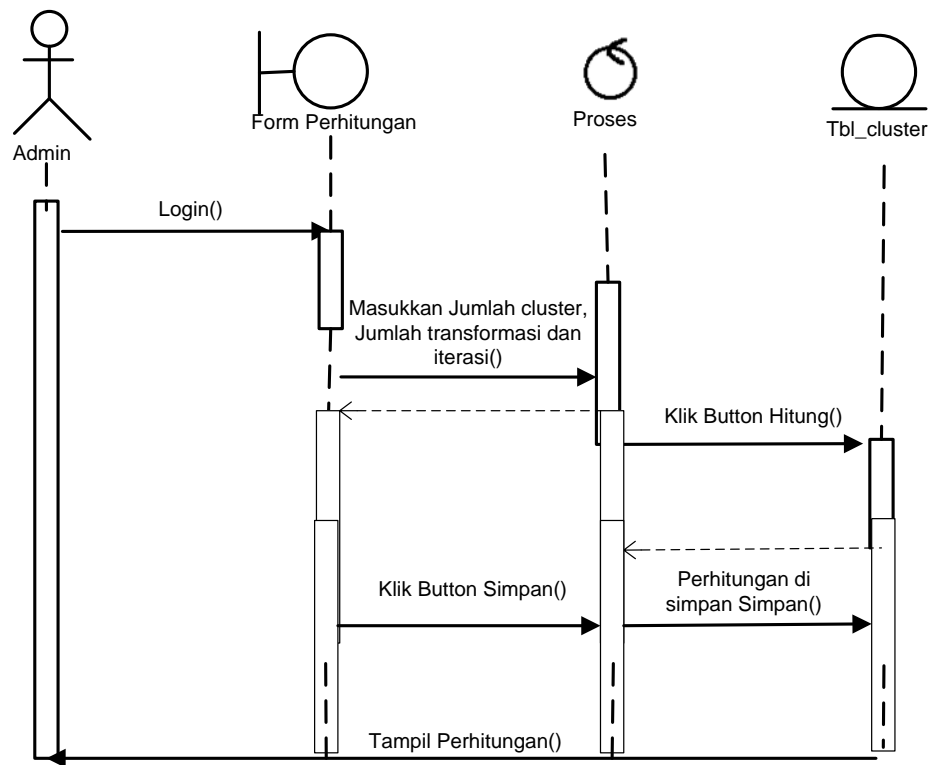 Form Perhitungan
Proses
Tbl_cluster
Admin
Login()
Masukkan Jumlah cluster,
Jumlah transformasi dan
iterasi()
Klik Button Hitung()
Klik Button Simpan()
Perhitungan di
simpan Simpan()
Tampil Perhitungan()